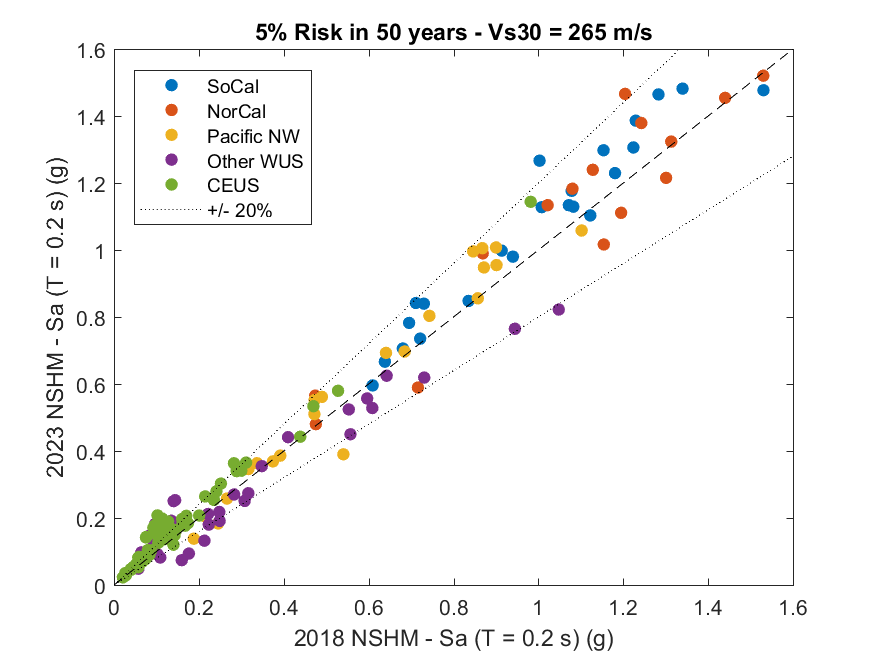 5% Risk in 50 years - Vs30 = 265 m/s
1.6
1.4
1.2
1
0.8
0.6
0.4
0.2
0
2023 NSHM - Sa (T = 0.2 s) (g)
SoCal
NorCal
Pacific NW
Other WUS
CEUS
+/- 20%
0 0.2 0.4 0.6 0.8 1 1.2 1.4 1.6
2018 NSHM - Sa (T = 0.2 s) (g)